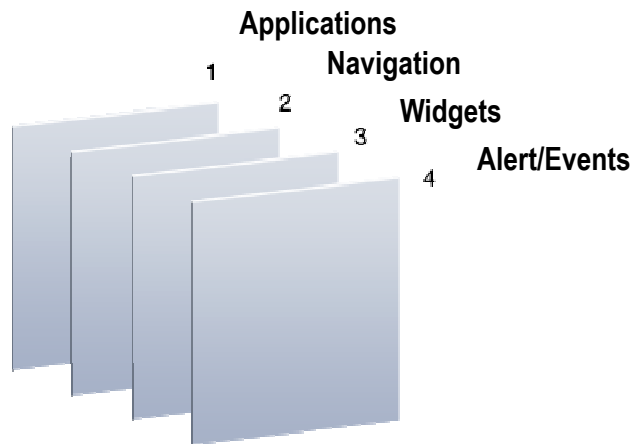 Applications
1
Navigation
2
Widgets
3
Alert/Events
4